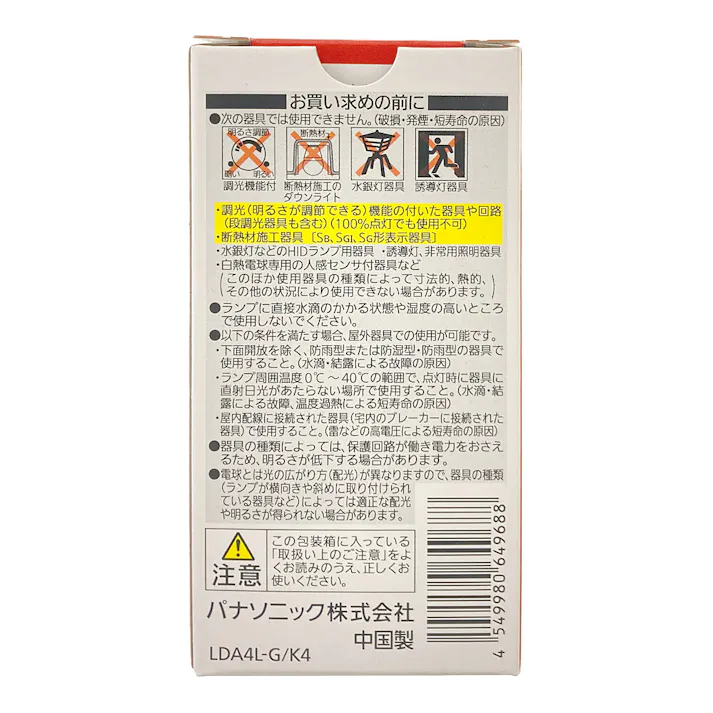 お買い求めの前に
●次の器具では使用できません。(破損・発煙・短寿命の原因)
明るさ調節
暗い 明るい
断熱材
調光機能付
断熱材施工の
ダウンライト
水銀灯器具
誘導灯器具
・調光(明るさが調節できる)機能の付いた器具や回路
(段調光器具も含む)(100%点灯でも使用不可)
・断熱材施工器具〔SB、SGI、SG形表示器具〕
・水銀灯などのHIDランプ用器具 ・誘導灯、非常用照明器具
・白熱電球専用の人感センサ付器具など
(このほか使用器具の種類によって寸法的、熱的、
その他の状況により使用できない場合があります。)
●ランプに直接水滴のかかる状態や湿度の高いところ
で使用しないでください。
●以下の条件を満たす場合、屋外器具での使用が可能です。
・下面開放を除く、防雨型または防湿型・防雨型の器具で
使用すること。(水滴・結露による故障の原因)
・ランプ周囲温度0℃〜40℃の範囲で、点灯時に器具に
直射日光があたらない場所で使用すること。(水滴・結
露による故障、温度過熱による短寿命の原因)
・屋内配線に接続された器具(宅内のブレーカーに接続された
器具)で使用すること。(雷などの高電圧による短寿命の原因)
●器具の種類によっては、保護回路が働き電力をおさえ
るため、明るさが低下する場合があります。
●電球とは光の広がり方(配光)が異なりますので、器具の種類
(ランプが横向きや斜めに取り付けられ
ている器具など)によっては適正な配光
や明るさが得られない場合があります。
注意
この包装箱に入っている
「取扱い上のご注意」をよ
くお読みのうえ、正しくお
使いください。
パナソニック株式会社
中国製
LDA4L-G/K4
4 549980 649688